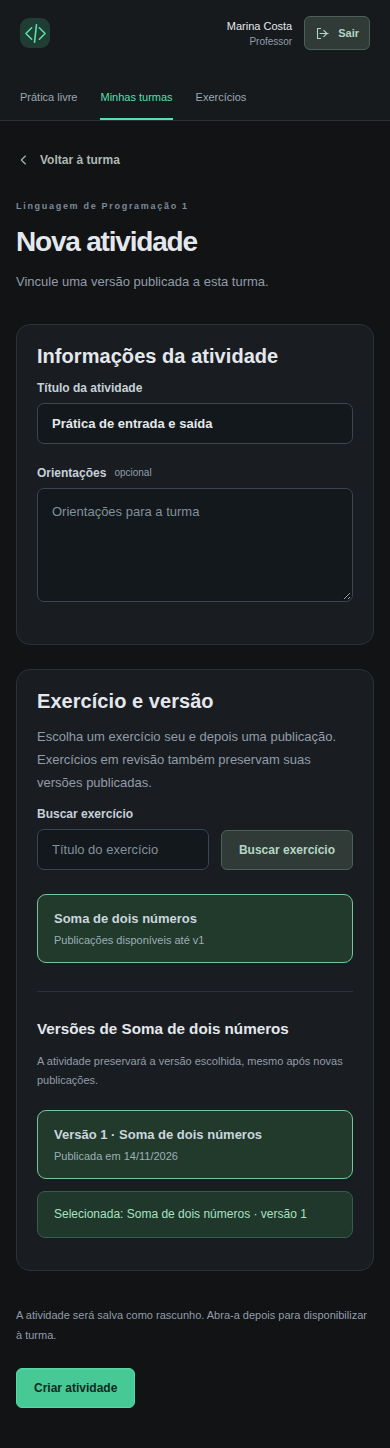 Marina Costa
Professor
Sair
Prática livre
Minhas turmas
Exercícios
Voltar à turma
Linguagem de Programação 1
Nova atividade
Vincule uma versão publicada a esta turma.
Informações da atividade
Título da atividade
Prática de entrada e saída
Orientações opcional
Orientações para a turma
Exercício e versão
Escolha um exercício seu e depois uma publicação.
Exercícios em revisão também preservam suas
versões publicadas.
Buscar exercício
Título do exercício
Buscar exercício
Soma de dois números
Publicações disponíveis até v1
Versões de Soma de dois números
A atividade preservará a versão escolhida, mesmo após novas
publicações.
Versão 1 · Soma de dois números
Publicada em 14/11/2026
Selecionada: Soma de dois números · versão 1
A atividade será salva como rascunho. Abra-a depois para disponibilizar
à turma.
Criar atividade